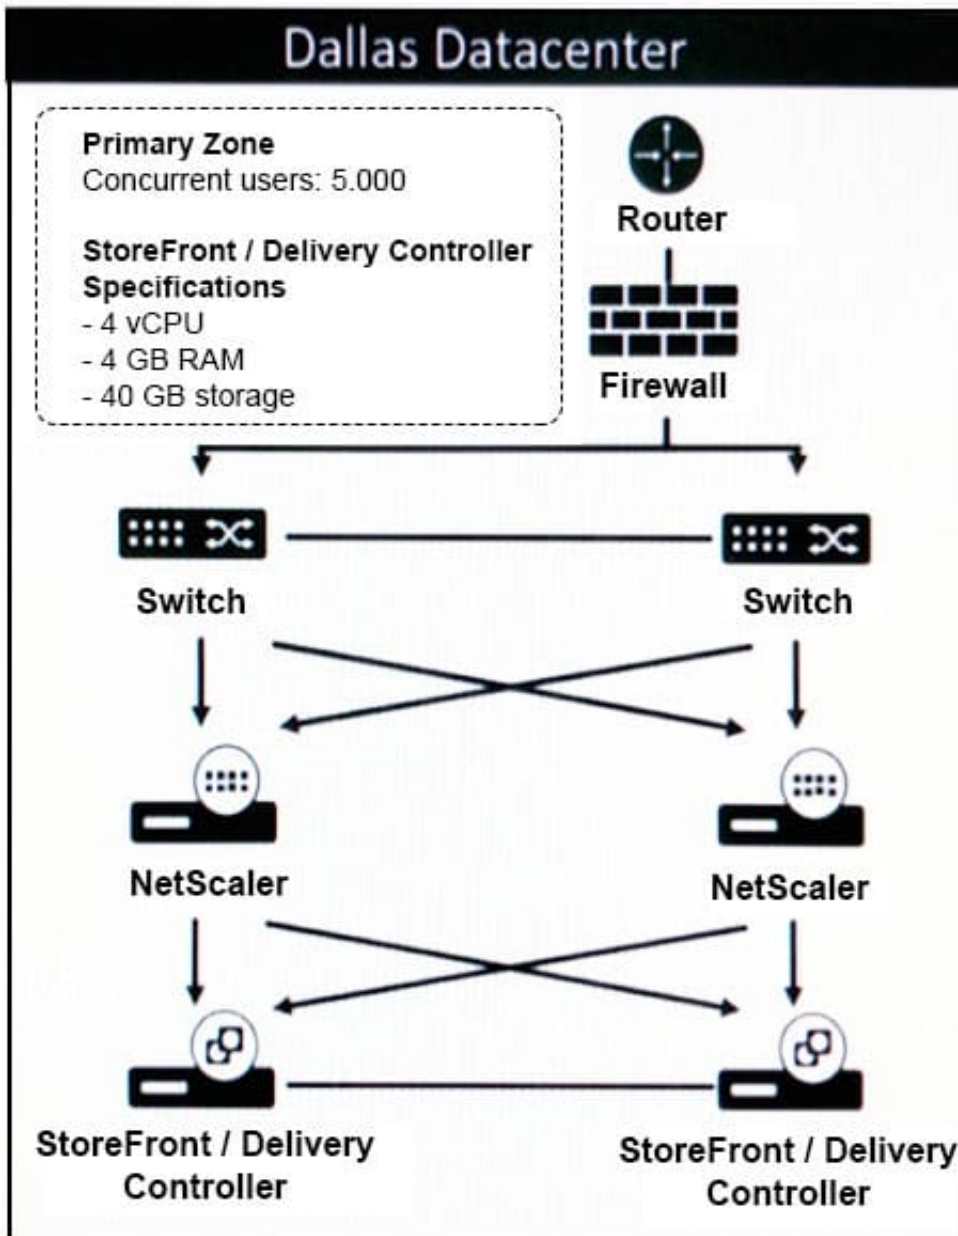 Dallas Datacenter
Primary Zone
Concurrent users: 5.000
StoreFront / Delivery Controller
Specifications
- 4 vCPU
- 4 GB RAM
- 40 GB storage
Router
Firewall
Switch
Switch
NetScaler
NetScaler
StoreFront / Delivery
Controller
StoreFront / Delivery
Controller